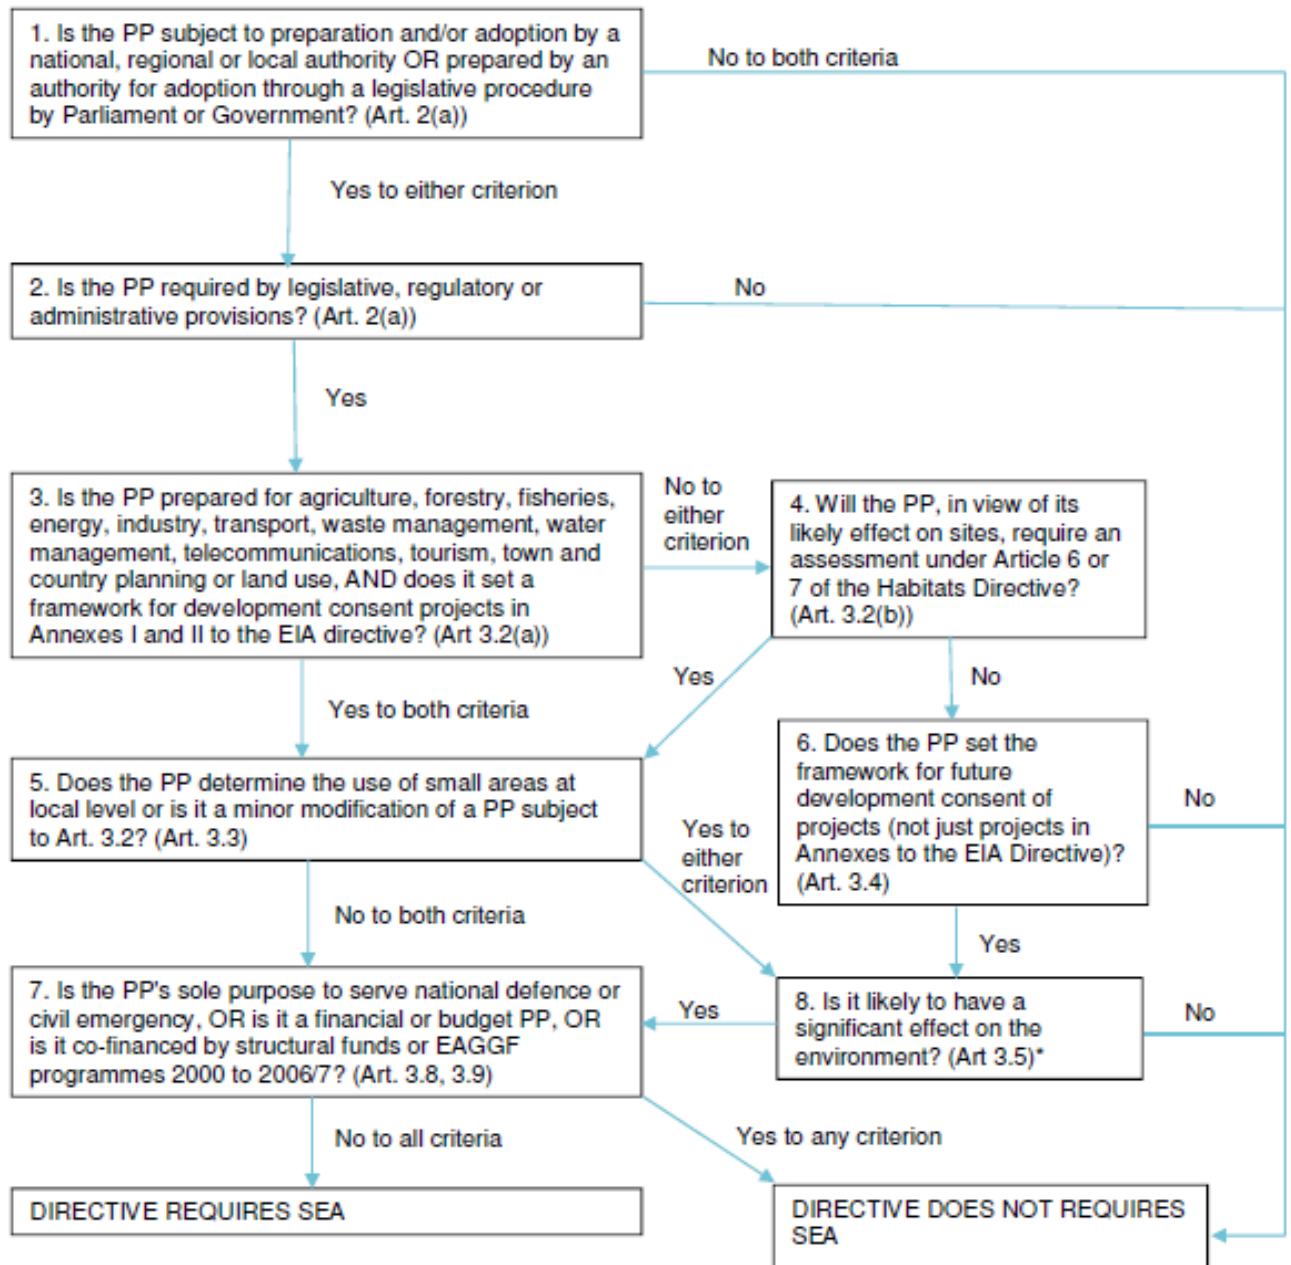 1. Is the PP subject to preparation and/or adoption by a
national, regional or local authority OR prepared by an
authority for adoption through a legislative procedure
by Parliament or Government? (Art. 2(a))
No to both criteria
Yes to either criterion
2. Is the PP required by legislative, regulatory or
administrative provisions? (Art. 2(a))
No
Yes
3. Is the PP prepared for agriculture, forestry, fisheries,
energy, industry, transport, waste management, water
management, telecommunications, tourism, town and
country planning or land use, AND does it set a
framework for development consent projects in
Annexes I and II to the EIA directive? (Art 3.2(a))
No to
either
criterion
4. Will the PP, in view of its
likely effect on sites, require an
assessment under Article 6 or
7 of the Habitats Directive?
(Art. 3.2(b))
Yes
No
Yes to both criteria
5. Does the PP determine the use of small areas at
local level or is it a minor modification of a PP subject
to Art. 3.2? (Art. 3.3)
6. Does the PP set the
framework for future
development consent of
projects (not just projects in
Annexes to the EIA Directive)?
(Art. 3.4)
No
Yes to
either
criterion
No to both criteria
Yes
7. Is the PP's sole purpose to serve national defence or
civil emergency, OR is it a financial or budget PP, OR
is it co-financed by structural funds or EAGGF
programmes 2000 to 2006/7? (Art. 3.8, 3.9)
Yes
8. Is it likely to have a
significant effect on the
environment? (Art 3.5)*
No
No to all criteria
Yes to any criterion
DIRECTIVE REQUIRES SEA
DIRECTIVE DOES NOT REQUIRES
SEA